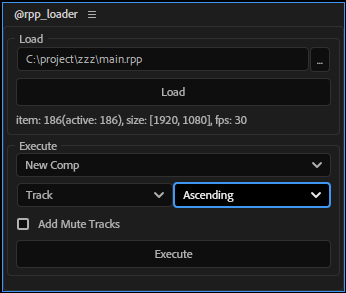 @rpp_loader
Load
C:\project\zzz\main.rpp
...
Load
item: 186(active: 186), size: [1920, 1080], fps: 30
Execute
New Comp
Track
Ascending
Add Mute Tracks
Execute